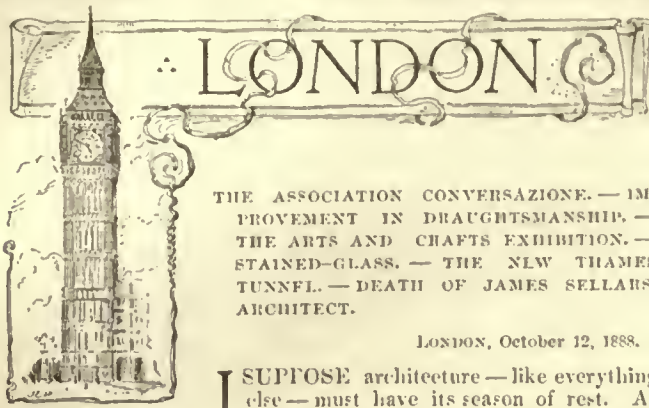 LONDON
THE ASSOCIATION CONVERSAZIONE. — IM
PROVEMENT IN DRAUGHTSMANSHIP. —
THE ARTS AND CRAFTS EXHIBITION. —
STAINED-GLASS. — THE NEW THAMES
TUNNEL. — DEATH OF JAMES SELLARS
ARCHITECT.
LONDON, October 12, 1888.
I SUPPOSE architecture — like everything
else — must have its season of rest. A